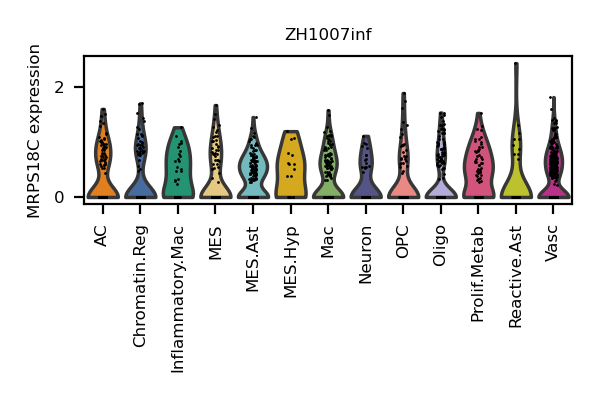 ZH1007inf
MRPS18C expression
2
0
AC
Chromatin.Reg
Inflammatory.Mac
MES
MES.Ast
MES.Hyp
Mac
Neuron
OPC
Oligo
Prolif.Metab
Reactive.Ast
Vasc